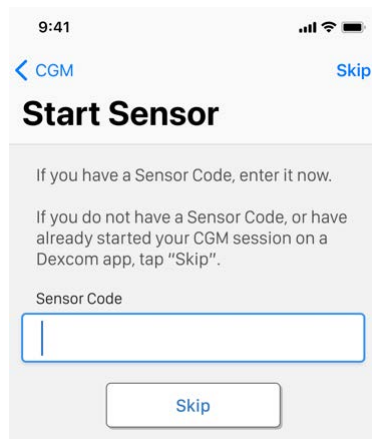 9:41
CGM
Skip
Start Sensor
If you have a Sensor Code, enter it now.
If you do not have a Sensor Code, or have
already started your CGM session on a
Dexcom app, tap "Skip".
Sensor Code
Skip